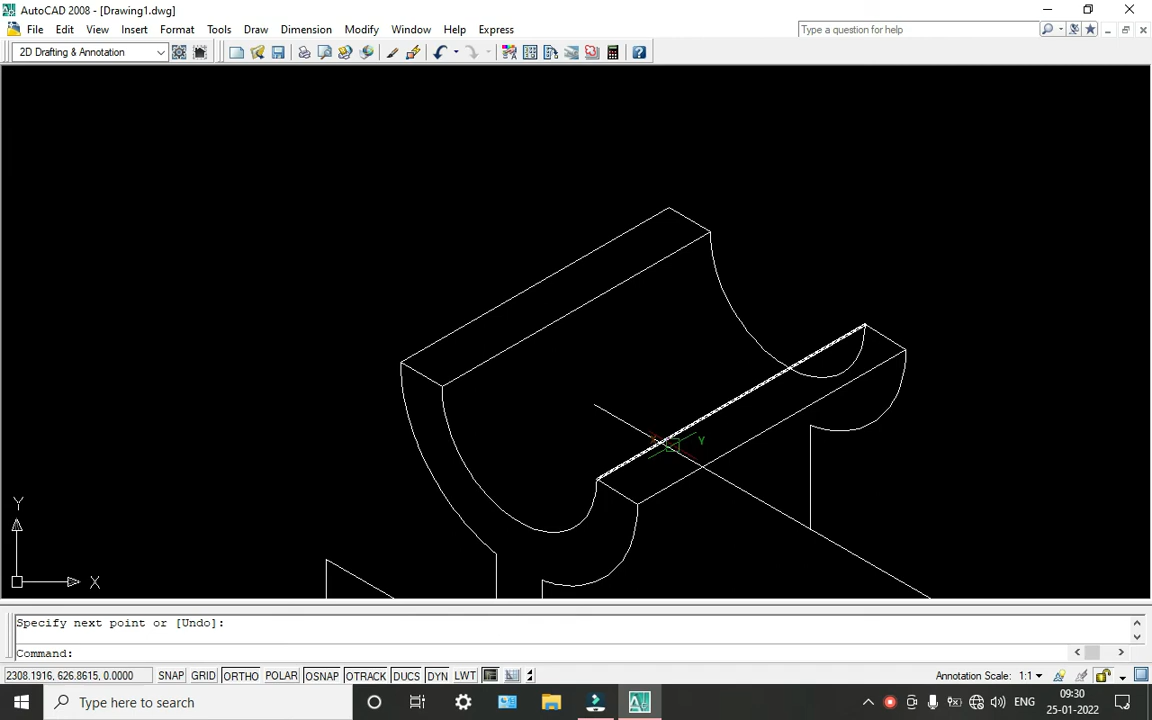 AutoCAD 2008 - [Drawing1.dwg]
File Edit View Insert Format Tools Draw Dimension Modify Window Help Express
Type a question for help
2D Drafting & Annotation
X
Y
Y
X
Specify next point or [Undo]:
Command:
2308.1916, 626.8615, 0.0000 SNAP GRID ORTHO POLAR OSNAP OTRACK DUCS DYN LWT Annotation Scale: 1:1
Type here to search
ENG
09:30
25-01-2022